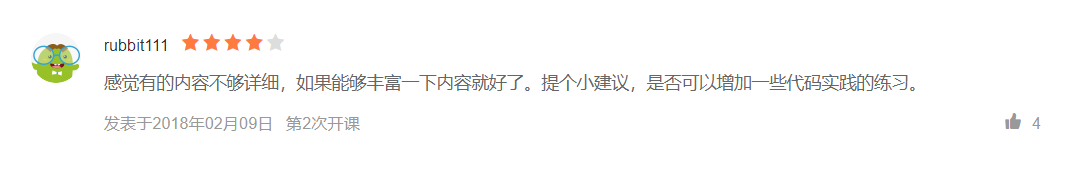 rubbit111
感觉有的内容不够详细，如果能够丰富一下内容就好了。提个小建议，是否可以增加一些代码实践的练习。
发表于2018年02月09日 第2次开课 4